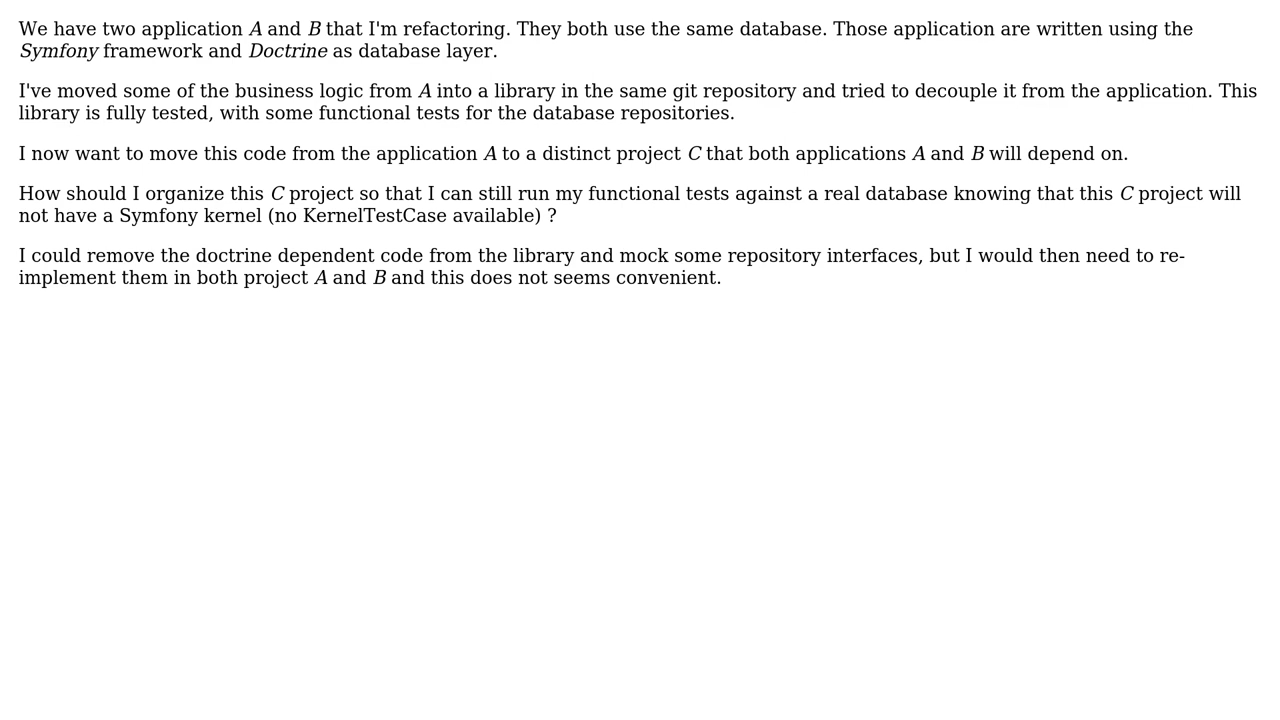 We have two application A and B that I'm refactoring. They both use the same database. Those application are written using the
Symfony framework and Doctrine as database layer.
I've moved some of the business logic from A into a library in the same git repository and tried to decouple it from the application. This
library is fully tested, with some functional tests for the database repositories.
I now want to move this code from the application A to a distinct project C that both applications A and B will depend on.
How should I organize this C project so that I can still run my functional tests against a real database knowing that this C project will
not have a Symfony kernel (no KernelTestCase available) ?
I could remove the doctrine dependent code from the library and mock some repository interfaces, but I would then need to re-
implement them in both project A and B and this does not seems convenient.